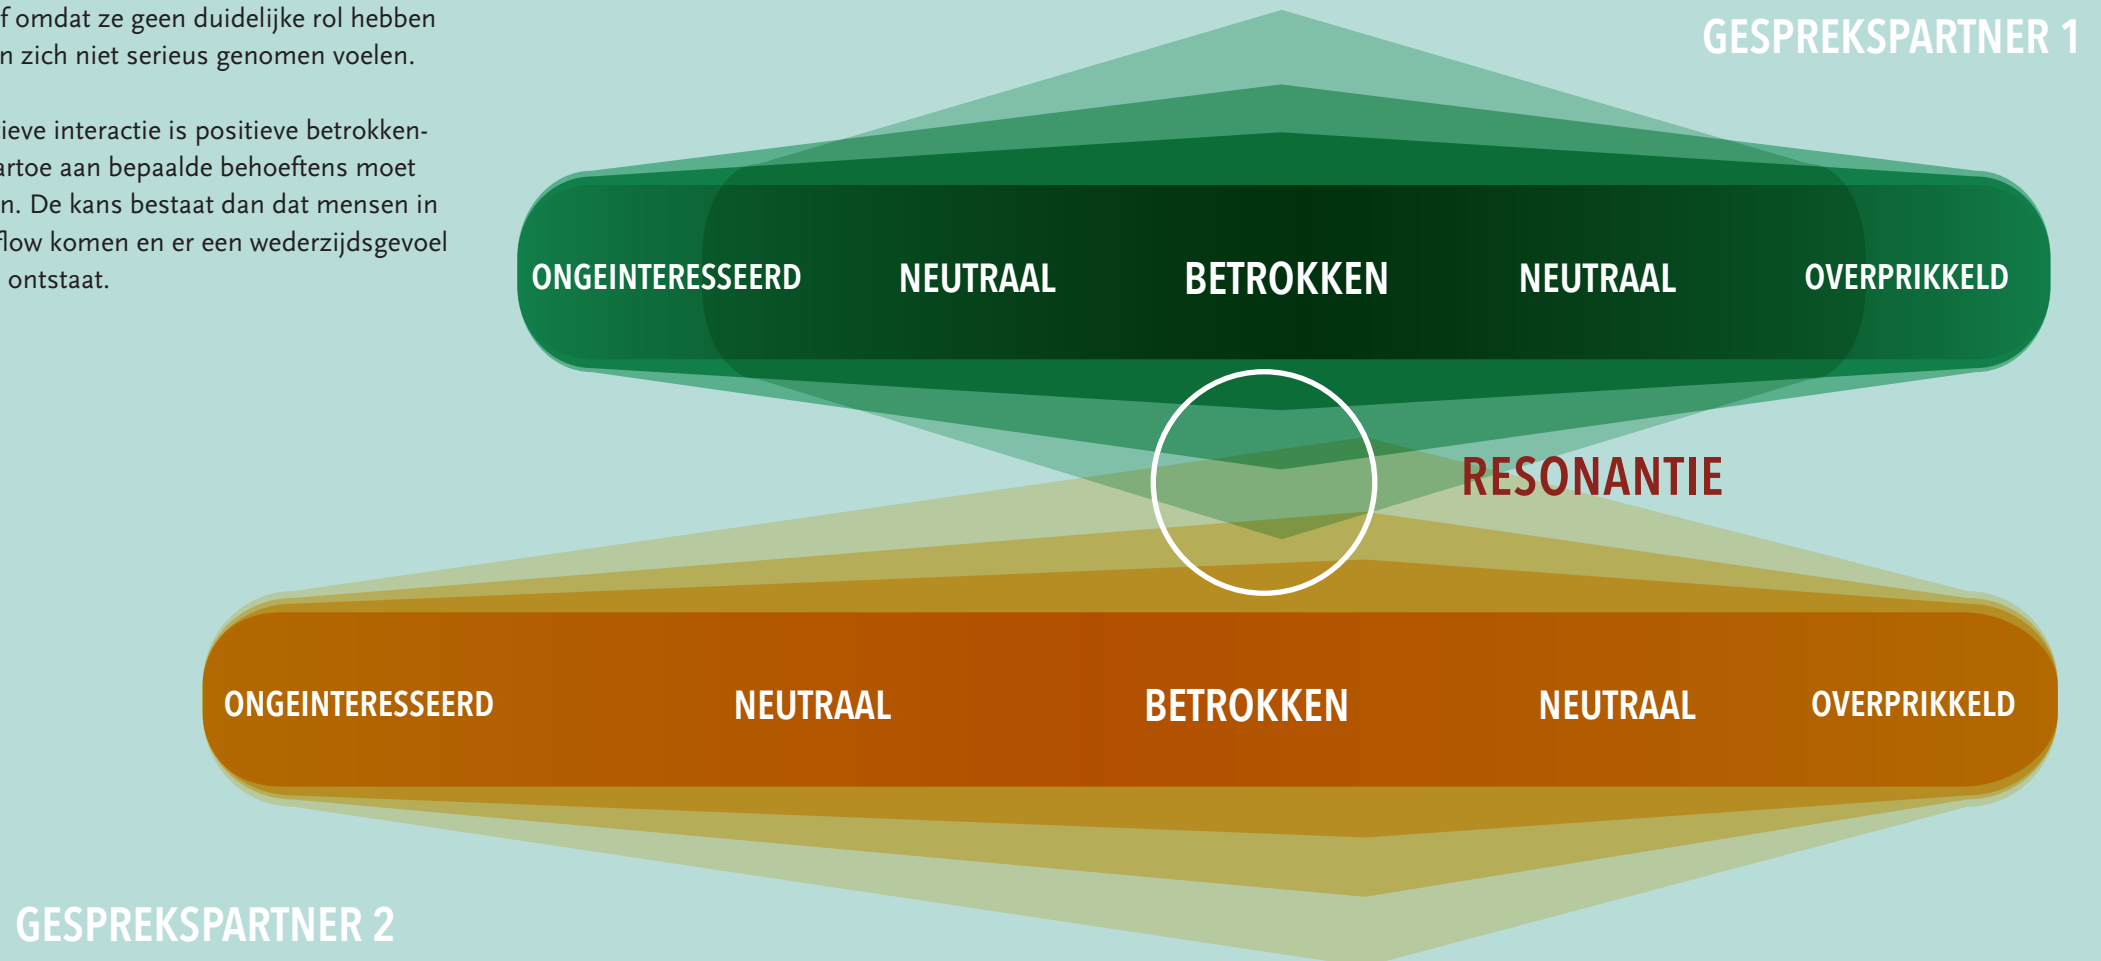 f omdat ze geen duidelijke rol hebben
n zich niet serieus genomen voelen.
tieve interactie is positieve betrokken-
artoe aan bepaalde behoeftens moet
n. De kans bestaat dan dat mensen in
flow komen en er een wederzijdsgevoel
ontstaat.
GESPREKSPARTNER 1
ONGEINTERESSEERD NEUTRAAL BETROKKEN NEUTRAAL OVERPRIKKELD
RESONANTIE
ONGEINTERESSEERD NEUTRAAL BETROKKEN NEUTRAAL OVERPRIKKELD
GESPREKSPARTNER 2